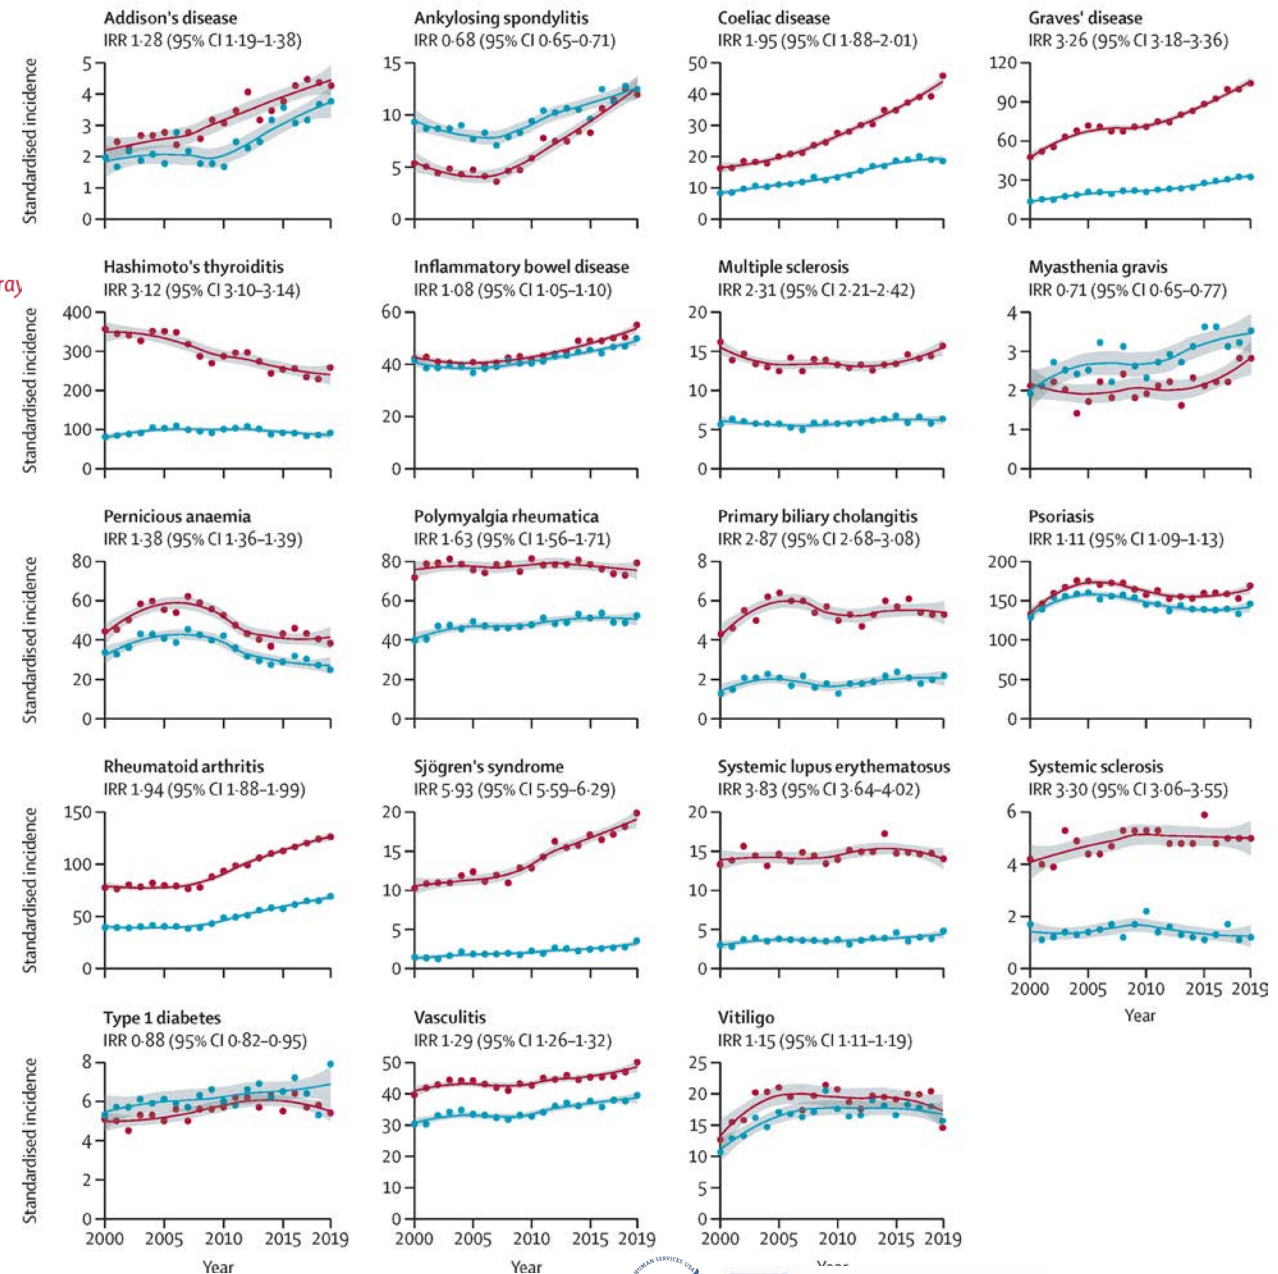 Addison's disease
IRR 1·28 (95% CI 1·19–1·38)
Ankylosing spondylitis
IRR 0·68 (95% CI 0·65–0·71)
Coeliac disease
IRR 1·95 (95% CI 1·88–2·01)
Graves' disease
IRR 3·26 (95% CI 3·18–3·36)
Standardised incidence
5
4
3
2
1
0
15
10
5
0
50
40
30
20
10
0
120
90
60
30
0
ray
Hashimoto's thyroiditis
IRR 3·12 (95% CI 3·10–3·14)
Inflammatory bowel disease
IRR 1·08 (95% CI 1·05–1·10)
Multiple sclerosis
IRR 2·31 (95% CI 2·21–2·42)
Myasthenia gravis
IRR 0·71 (95% CI 0·65–0·77)
Standardised incidence
400
300
200
100
0
60
40
20
0
20
15
10
5
0
4
3
2
1
0
Pernicious anaemia
IRR 1·38 (95% CI 1·36–1·39)
Polymyalgia rheumatica
IRR 1·63 (95% CI 1·56–1·71)
Primary biliary cholangitis
IRR 2·87 (95% CI 2·68–3·08)
Psoriasis
IRR 1·11 (95% CI 1·09–1·13)
Standardised incidence
80
60
40
20
0
80
60
40
20
0
8
6
4
2
0
200
150
100
50
0
Rheumatoid arthritis
IRR 1·94 (95% CI 1·88–1·99)
Sjögren's syndrome
IRR 5·93 (95% CI 5·59–6·29)
Systemic lupus erythematosus
IRR 3·83 (95% CI 3·64–4·02)
Systemic sclerosis
IRR 3·30 (95% CI 3·06–3·55)
Standardised incidence
150
100
50
0
20
15
10
5
0
20
15
10
5
0
6
4
2
0
2000 2005 2010 2015 2019
Year
Type 1 diabetes
IRR 0·88 (95% CI 0·82–0·95)
Vasculitis
IRR 1·29 (95% CI 1·26–1·32)
Vitiligo
IRR 1·15 (95% CI 1·11–1·19)
Standardised incidence
8
6
4
2
0
50
40
30
20
10
0
25
20
15
10
5
0
2000 2005 2010 2015 2019
2000 2005 2010 2015 2019
2000 2005 2010 2015 2019
Year
Year
Year
HUMAN SERVICES·USA